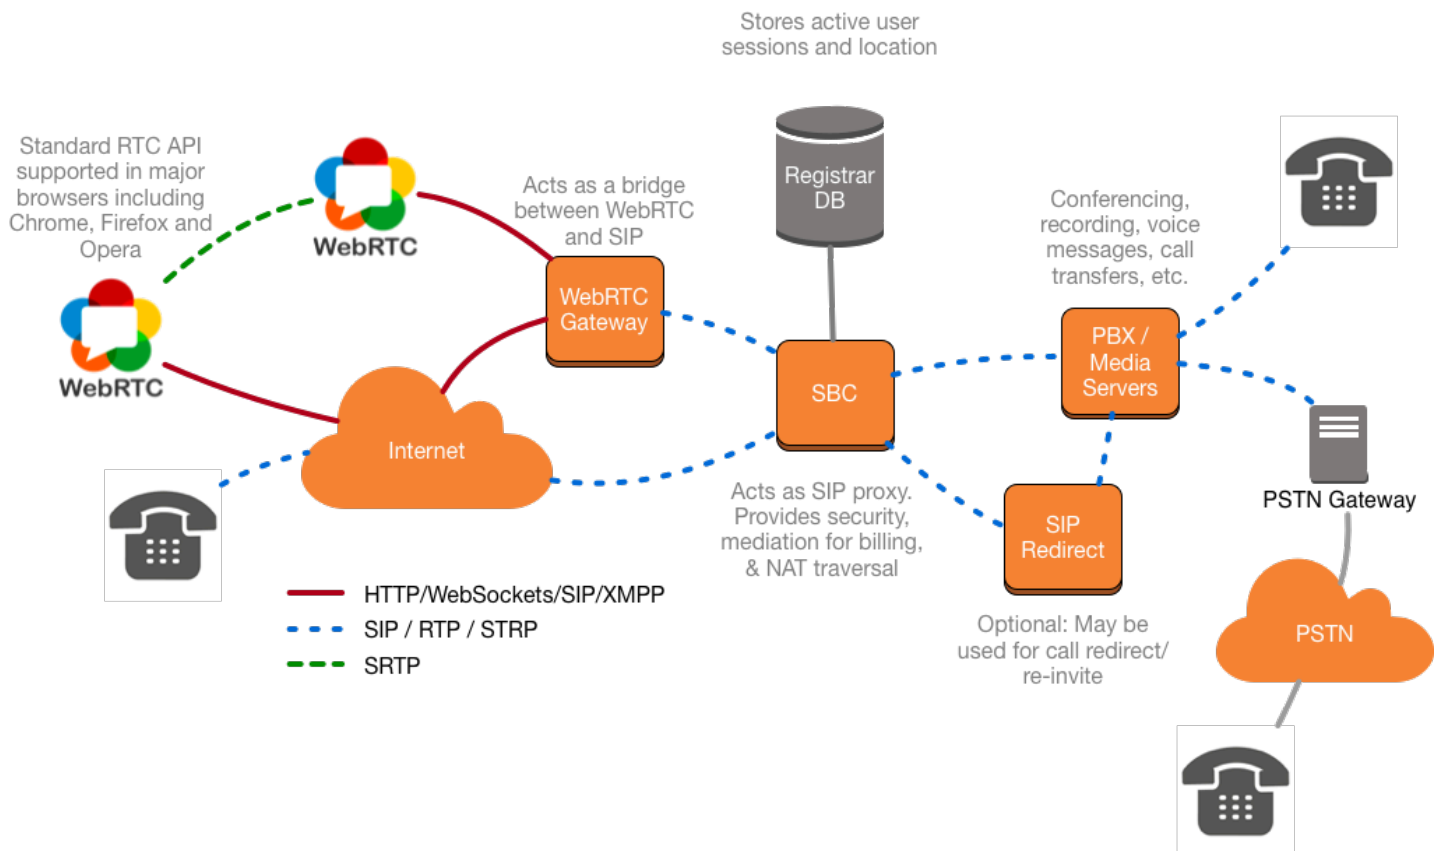 Stores active user
sessions and location
Standard RTC API
supported in major
browsers including
Chrome, Firefox and
Opera
WebRTC
WebRTC
Acts as a bridge
between WebRTC
and SIP
WebRTC
Gateway
Registrar
DB
Conferencing,
recording, voice
messages, call
transfers, etc.
PBX /
Media
Servers
SBC
Internet
Acts as SIP proxy.
Provides security,
mediation for billing,
& NAT traversal
SIP
Redirect
Optional: May be
used for call redirect/
re-invite
PSTN Gateway
PSTN
HTTP/WebSockets/SIP/XMPP
SIP / RTP / STRP
SRTP